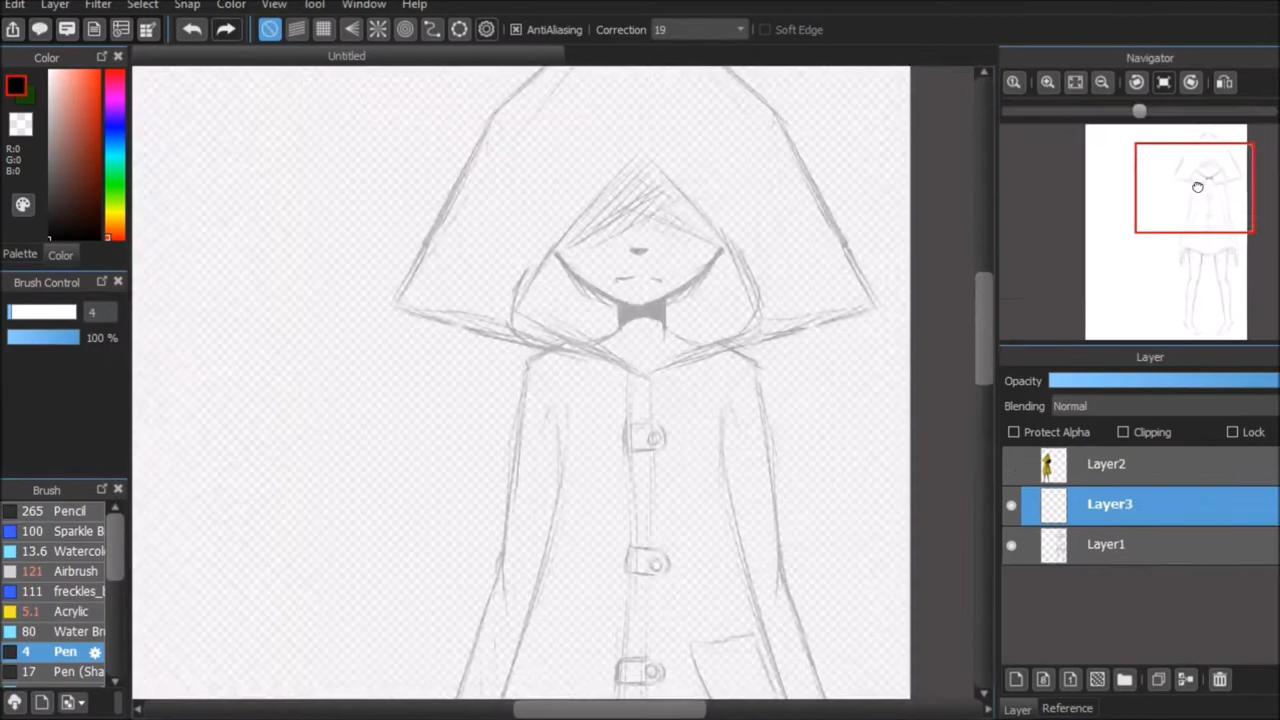 Edit Layer Filter Select Snap Color View Tool Window Help
AntiAliasing Correction 19 Soft Edge
Color
Untitled
Navigator
R:0
G:0
B:0
Palette Color
Brush Control
4
100 %
Layer
Opacity
Blending Normal
Protect Alpha Clipping Lock
Layer2
Layer3
Layer1
Brush
265 Pencil
100 Sparkle B
13.6 Watercol
121 Airbrush
111 freckles_b
5.1 Acrylic
80 Water Bru
4 Pen
17 Pen (Sha
Layer Reference